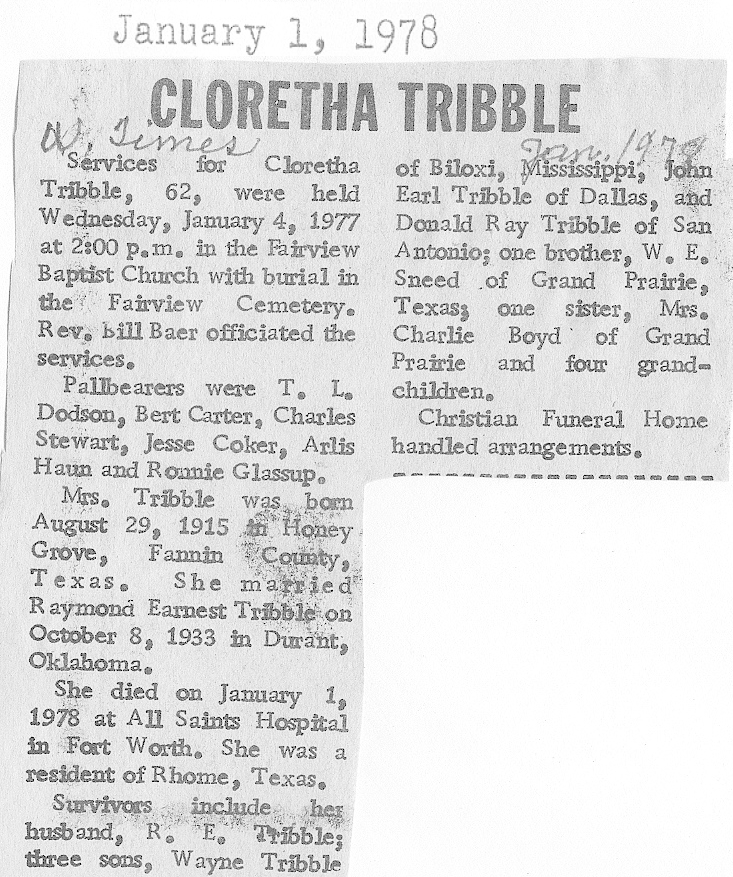 January 1, 1978
CLORETHA TRIBBLE
D. Times
Jan. 1978
Services for Cloretha
Tribble, 62, were held
Wednesday, January 4, 1977
at 2:00 p.m. in the Fairview
Baptist Church with burial in
the Fairview Cemetery.
Rev. Bill Baer officiated the
services.
Pallbearers were T. L.
Dodson, Bert Carter, Charles
Stewart, Jesse Coker, Arlis
Haun and Ronnie Glassup.
Mrs. Tribble was born
August 29, 1915 in Honey
Grove, Fannin County,
Texas. She married
Raymond Earnest Tribble on
October 8, 1933 in Durant,
Oklahoma.
She died on January 1,
1978 at All Saints Hospital
in Fort Worth. She was a
resident of Rhome, Texas.
Survivors include her
husband, R. E. Tribble;
three sons, Wayne Tribble
of Biloxi, Mississippi, John
Earl Tribble of Dallas, and
Donald Ray Tribble of San
Antonio; one brother, W. E.
Sneed of Grand Prairie,
Texas; one sister, Mrs.
Charlie Boyd of Grand
Prairie and four grand-
children.
Christian Funeral Home
handled arrangements.